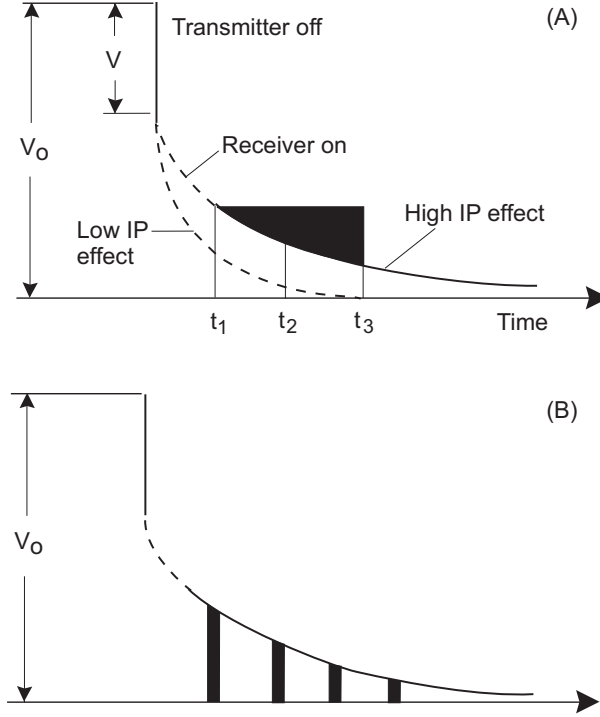 (A)
Transmitter off
V
Vo
Receiver on
Low IP
effect
High IP effect
t1
t2
t3
Time
(B)
Vo